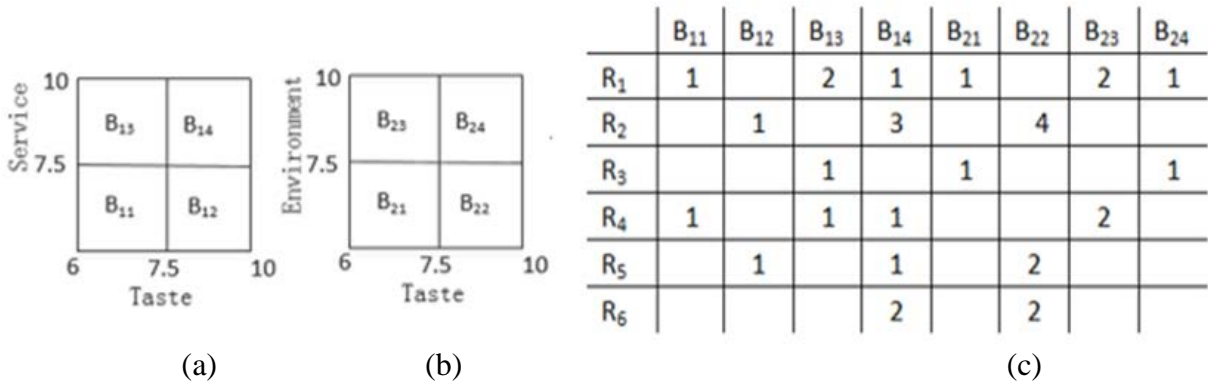 10
B₁₃ B₁₄
7.5
B₁₁ B₁₂
6 7.5 10
Service
Taste
(a)
10
B₂₃ B₂₄
7.5
B₂₁ B₂₂
6 7.5 10
Environment
Taste
(b)
B₁₁ B₁₂ B₁₃ B₁₄ B₂₁ B₂₂ B₂₃ B₂₄
R₁ 1 2 1 1 2 1
R₂ 1 3 4
R₃ 1 1 1
R₄ 1 1 1 2
R₅ 1 1 2
R₆ 2 2
(c)